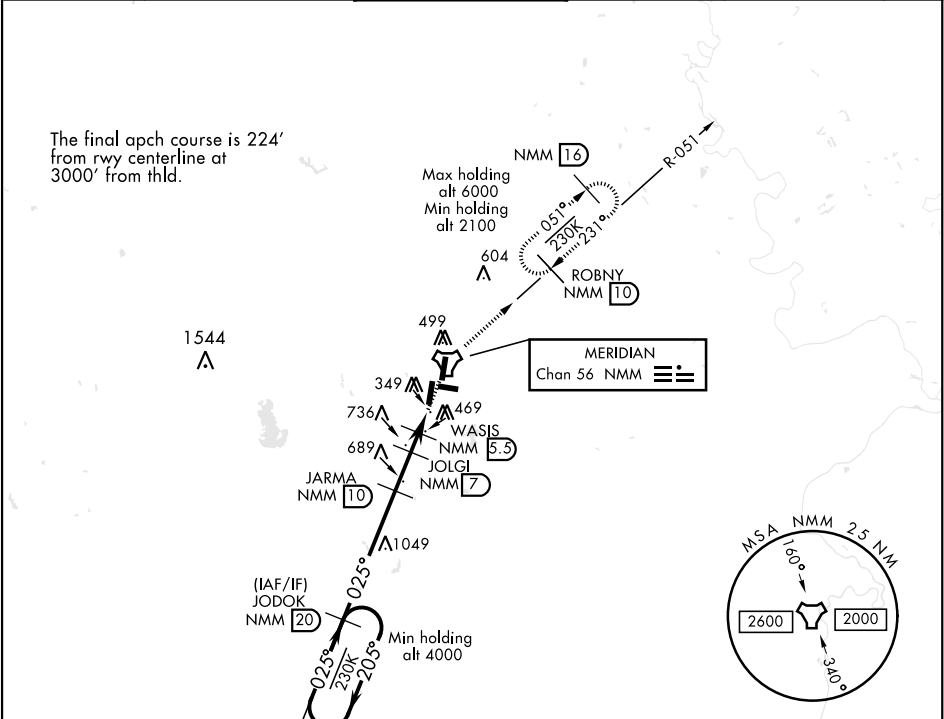 The final apch course is 224'
from rwy centerline at
3000' from thld.
NMM 16
R-051
Max holding
alt 6000
Min holding
alt 2100
051°
230K
231°
604
ROBNY
NMM 10
499
1544
MERIDIAN
Chan 56 NMM
349
736
469
WASIS
NMM 5.5
689
JOLGI
NMM 7
JARMA
NMM 10
1049
025°
(IAF/IF)
JODOK
NMM 20
Min holding
alt 4000
025°
230K
205°
MSA NMM 25 NM
160°
2600
2000
340°